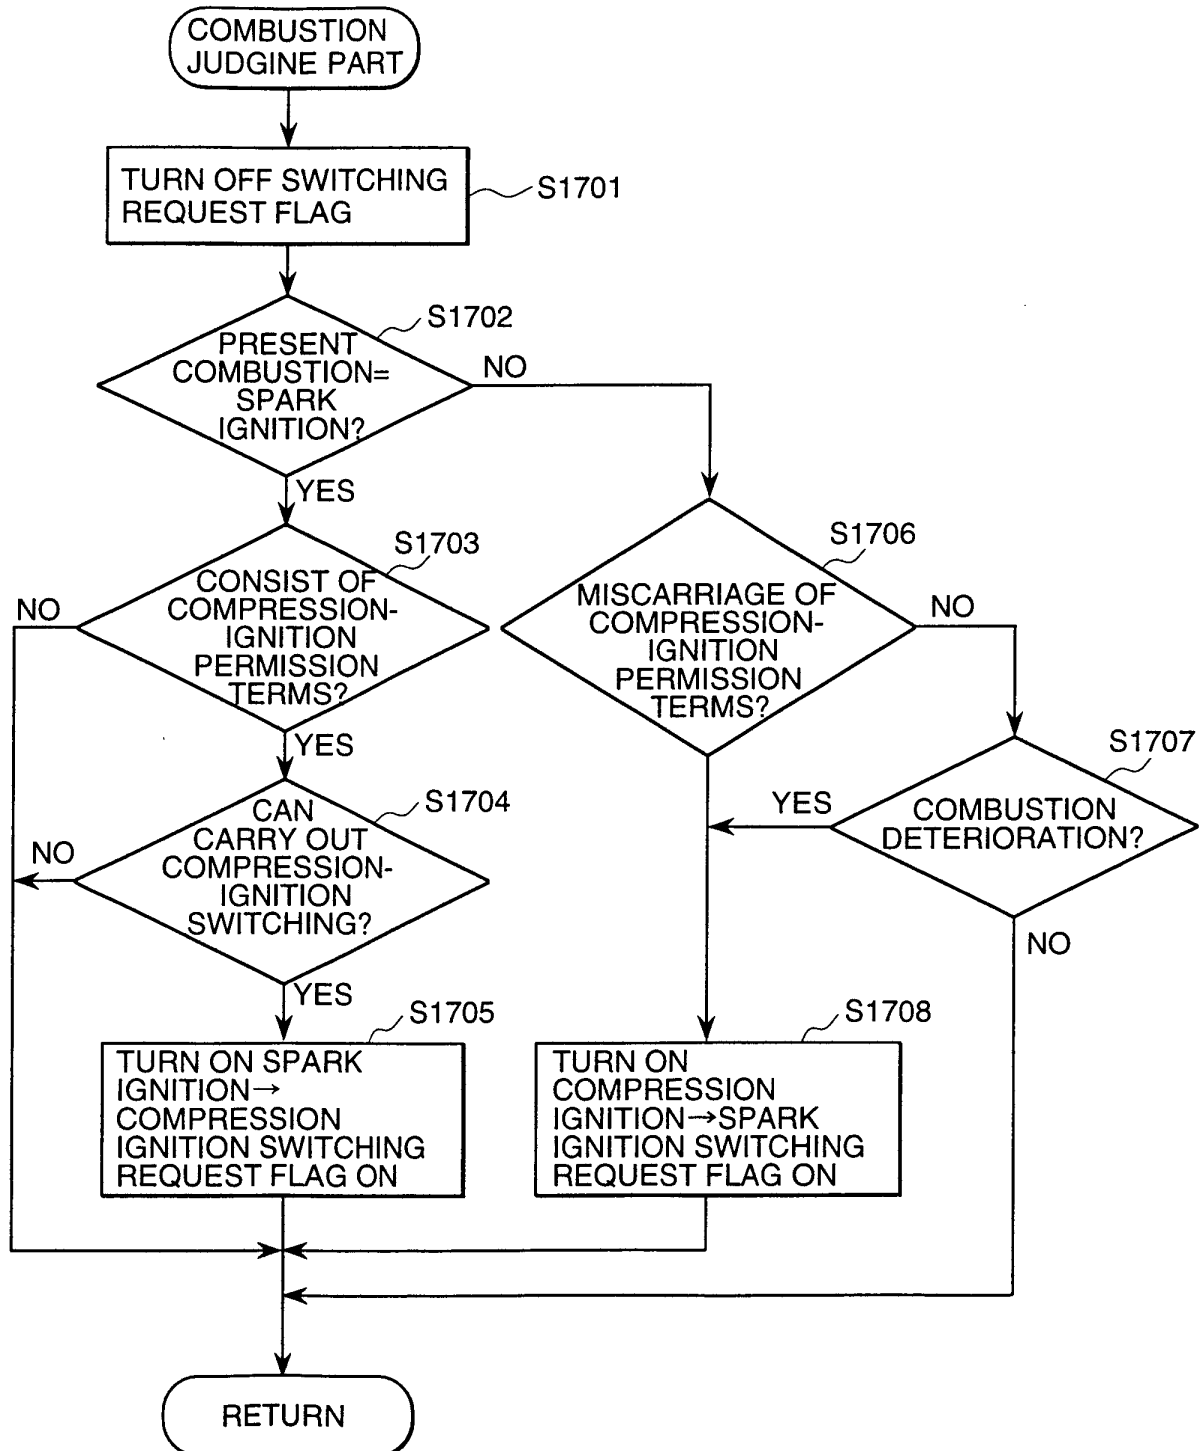 COMBUSTION
JUDGINE PART
TURN OFF SWITCHING
REQUEST FLAG
S1701
S1702
PRESENT
COMBUSTION=
SPARK
IGNITION?
NO
YES
S1703
CONSIST OF
COMPRESSION-
IGNITION
PERMISSION
TERMS?
NO
YES
S1704
CAN
CARRY OUT
COMPRESSION-
IGNITION
SWITCHING?
NO
YES
S1705
TURN ON SPARK
IGNITION→
COMPRESSION
IGNITION SWITCHING
REQUEST FLAG ON
S1706
MISCARRIAGE OF
COMPRESSION-
IGNITION
PERMISSION
TERMS?
NO
S1707
COMBUSTION
DETERIORATION?
YES
NO
S1708
TURN ON
COMPRESSION
IGNITION→SPARK
IGNITION SWITCHING
REQUEST FLAG ON
RETURN